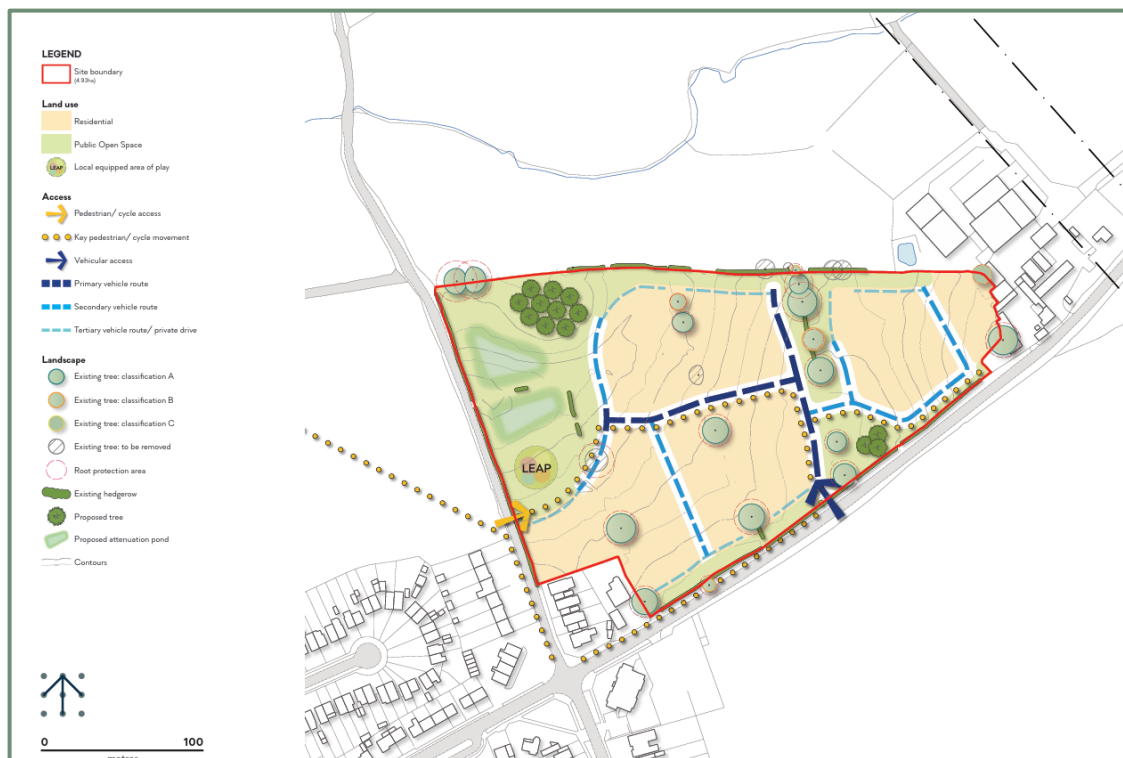 LEGEND
Site boundary
(4.93ha)
Land use
Residential
Public Open Space
LEAP
Local equipped area of play
Access
Pedestrian/ cycle access
Key pedestrian/ cycle movement
Vehicular access
Primary vehicle route
Secondary vehicle route
Tertiary vehicle route/ private drive
Landscape
Existing tree: classification A
Existing tree: classification B
Existing tree: classification C
Existing tree: to be removed
Root protection area
Existing hedgerow
Proposed tree
Proposed attenuation pond
Contours
0 100
metres
LEAP